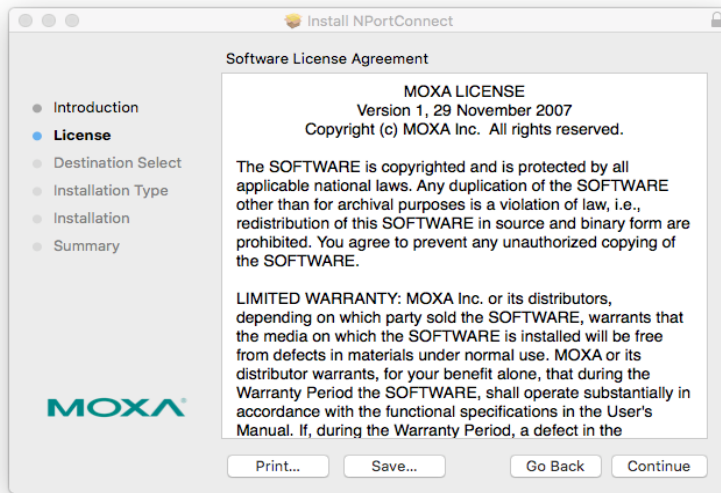 Install NPortConnect
Software License Agreement
Introduction
License
Destination Select
Installation Type
Installation
Summary
MOXA LICENSE
Version 1, 29 November 2007
Copyright (c) MOXA Inc.  All rights reserved.
The SOFTWARE is copyrighted and is protected by all
applicable national laws. Any duplication of the SOFTWARE
other than for archival purposes is a violation of law, i.e.,
redistribution of this SOFTWARE in source and binary form are
prohibited. You agree to prevent any unauthorized copying of
the SOFTWARE.
LIMITED WARRANTY: MOXA Inc. or its distributors,
depending on which party sold the SOFTWARE, warrants that
the media on which the SOFTWARE is installed will be free
from defects in materials under normal use. MOXA or its
distributor warrants, for your benefit alone, that during the
Warranty Period the SOFTWARE, shall operate substantially in
accordance with the functional specifications in the User's
Manual. If, during the Warranty Period, a defect in the
MOXA®
Print...
Save...
Go Back
Continue